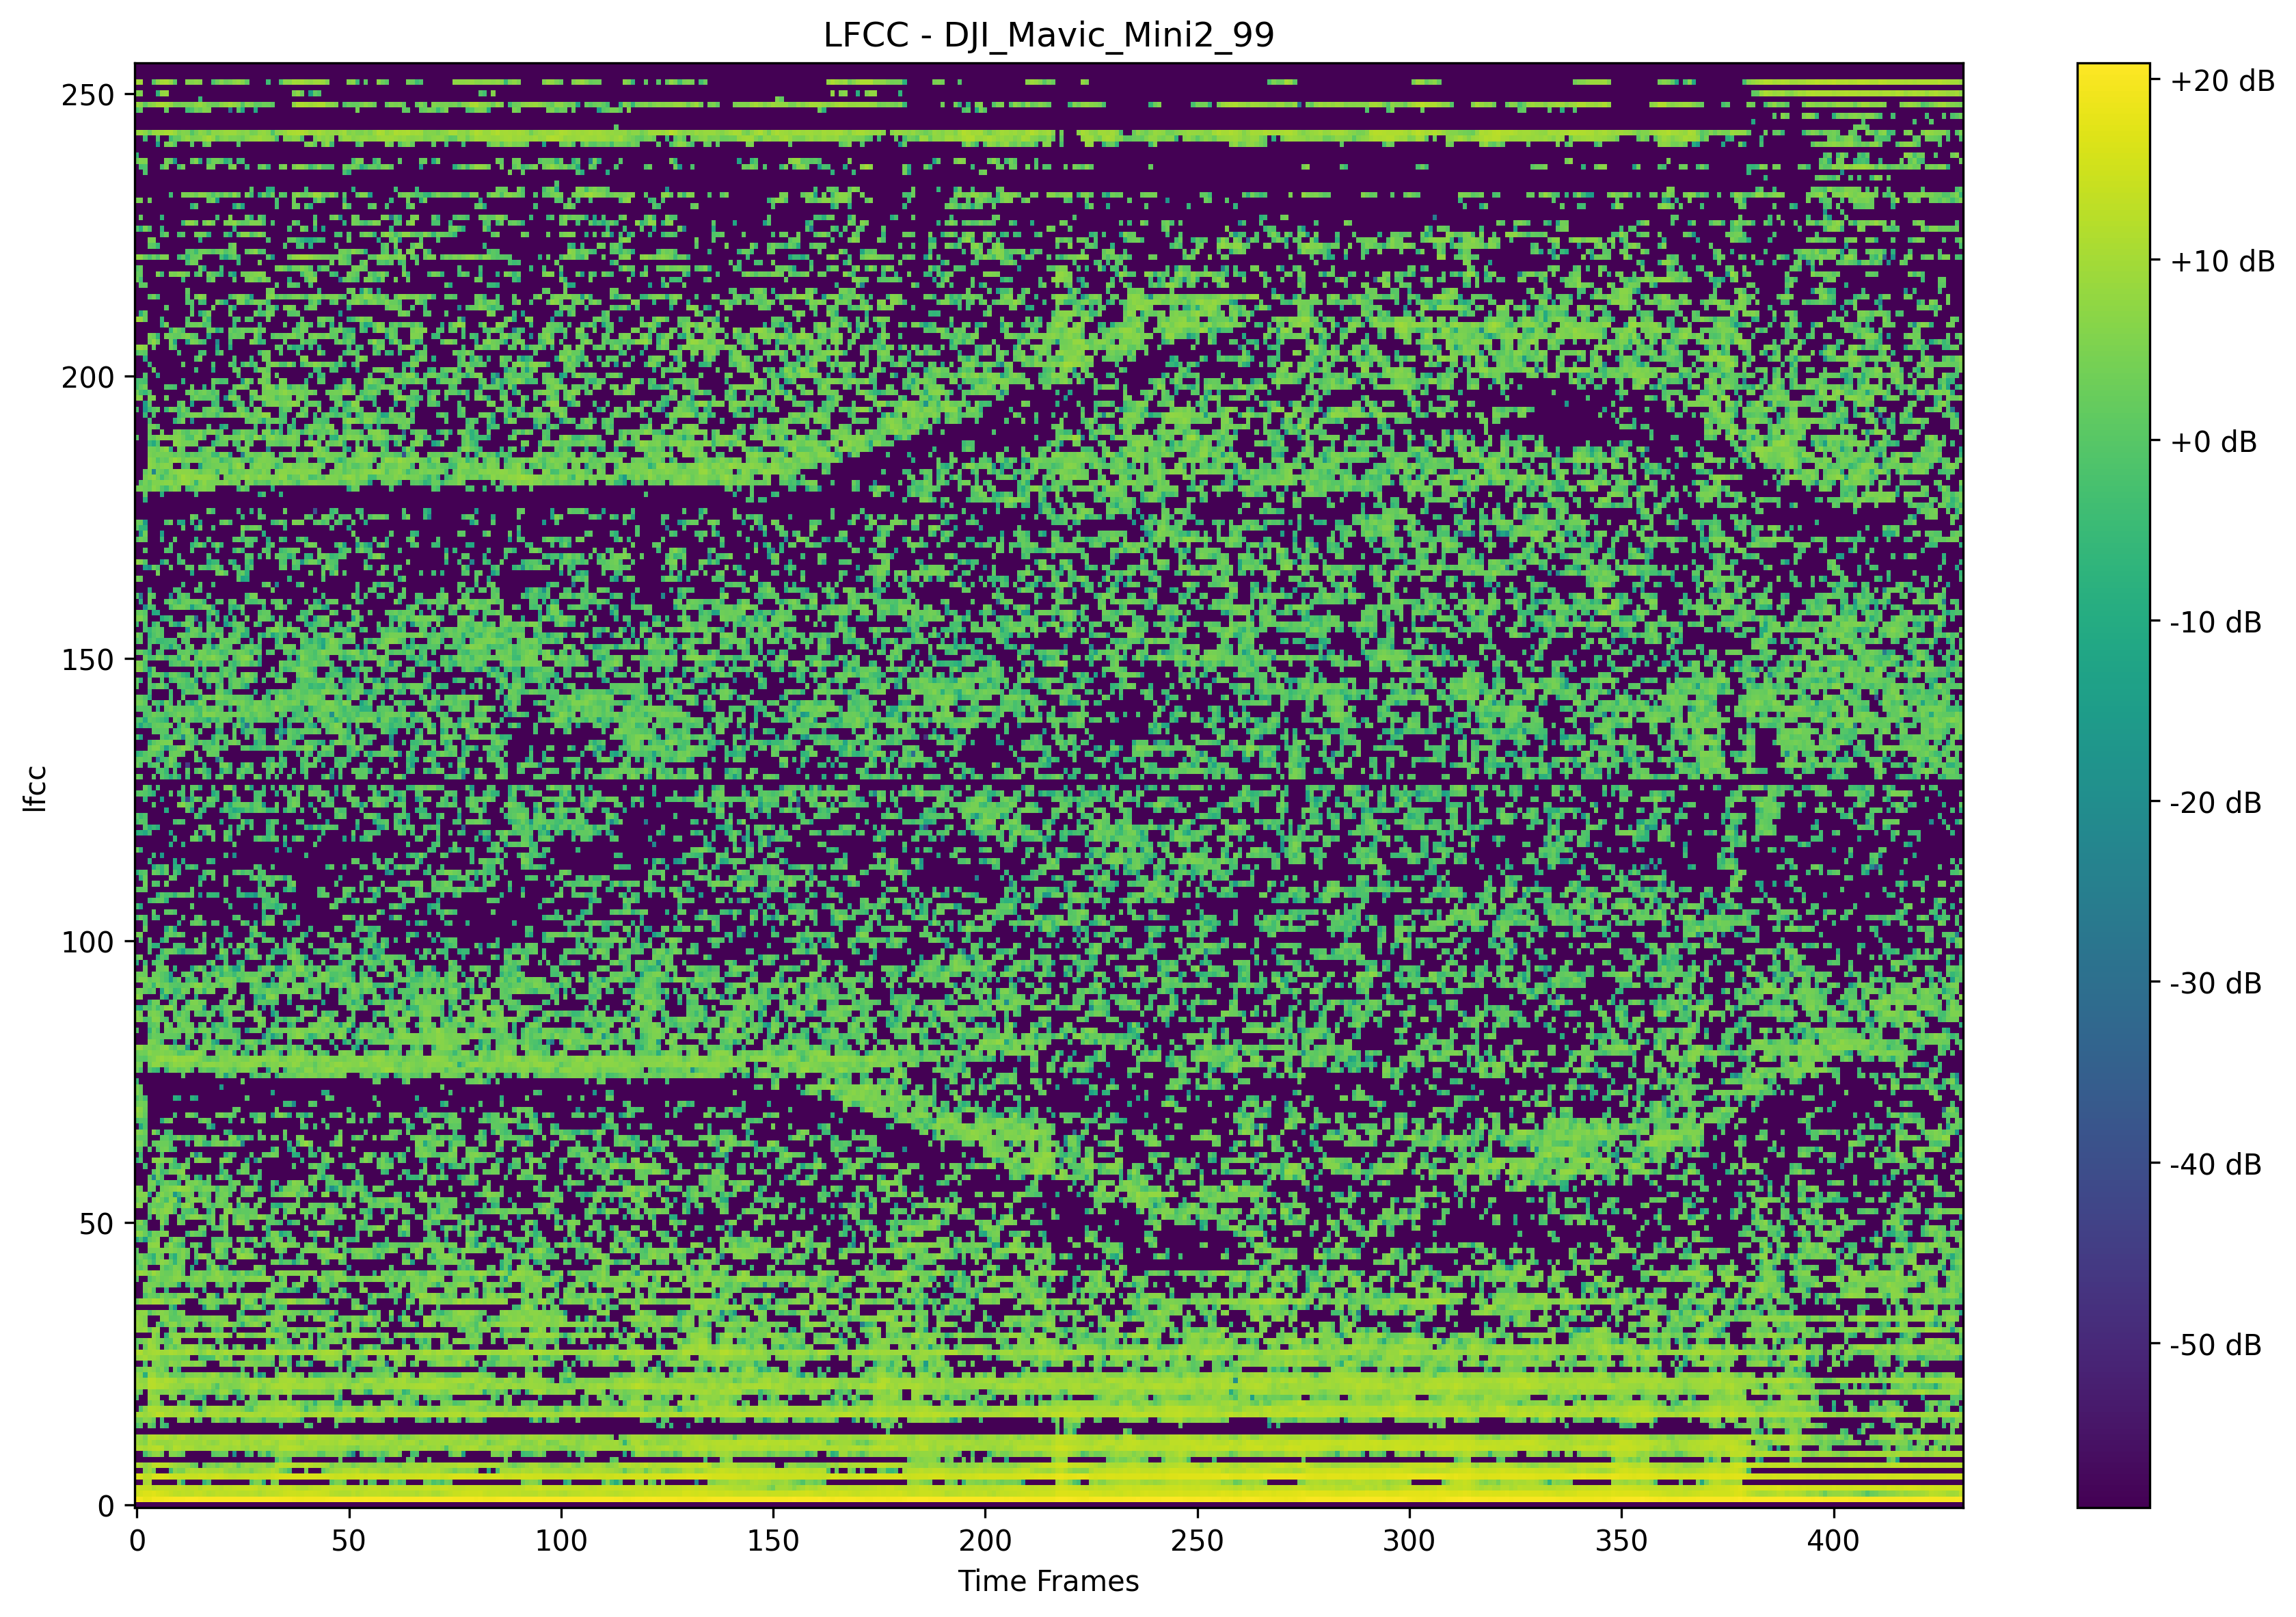 LFCC - DJI_Mavic_Mini2_99
250
200
150
100
50
0
lfcc
0 50 100 150 200 250 300 350 400
Time Frames
+20 dB
+10 dB
+0 dB
-10 dB
-20 dB
-30 dB
-40 dB
-50 dB